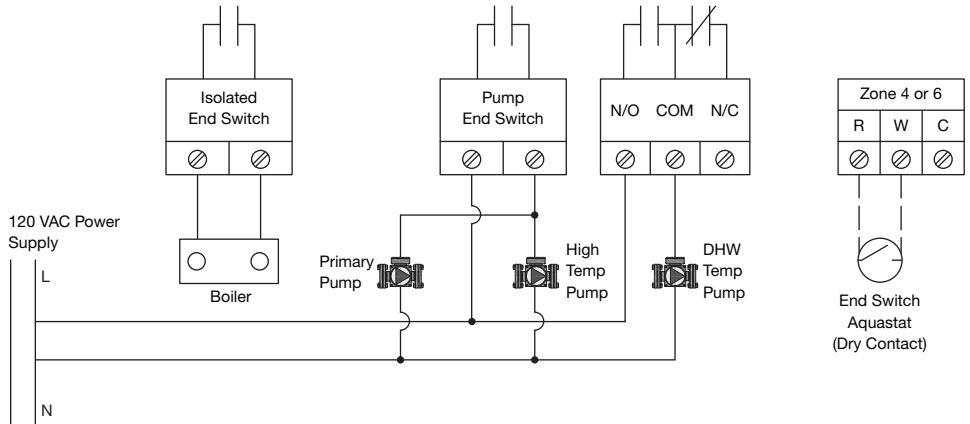 Isolated
End Switch
Pump
End Switch
N/O COM N/C
Zone 4 or 6
R W C
120 VAC Power
Supply
L
Boiler
Primary
Pump
High
Temp
Pump
DHW
Temp
Pump
End Switch
Aquastat
(Dry Contact)
N